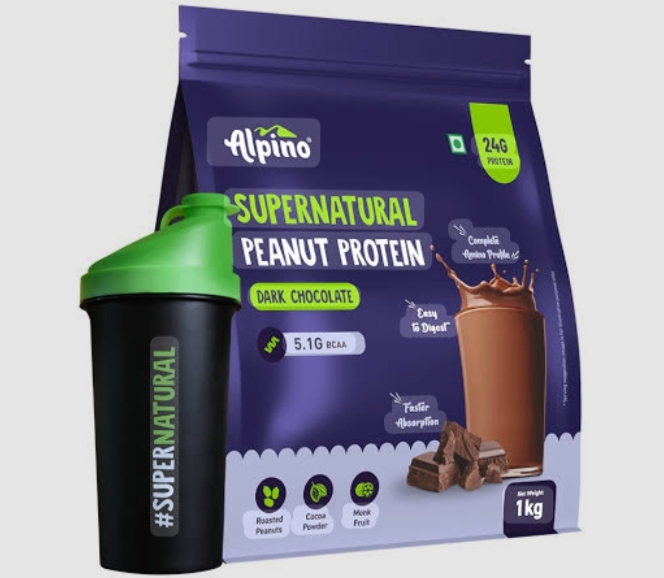 Alpino®
24G
PROTEIN
SUPERNATURAL
PEANUT PROTEIN
DARK CHOCOLATE
5.1G BCAA
Complete
Amino Profile
Easy
to Digest
Faster
Absorption
Roasted
Peanuts
Cocoa
Powder
Monk
Fruit
Net Weight
1kg
#SUPERNATURAL